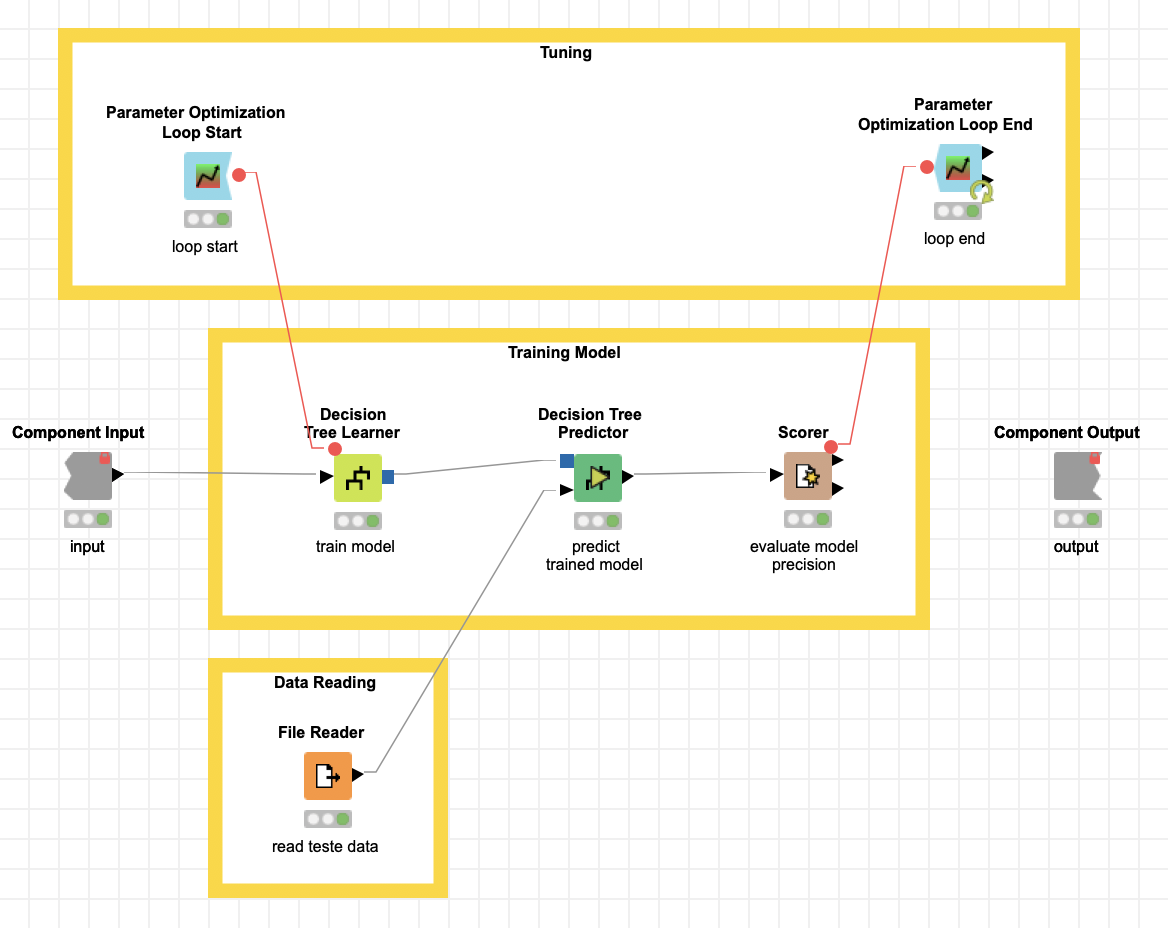 Tuning
Parameter Optimization
Loop Start
loop start
Parameter
Optimization Loop End
loop end
Training Model
Component Input
input
Decision
Tree Learner
train model
Decision Tree
Predictor
predict
trained model
Scorer
evaluate model
precision
Component Output
output
Data Reading
File Reader
read teste data